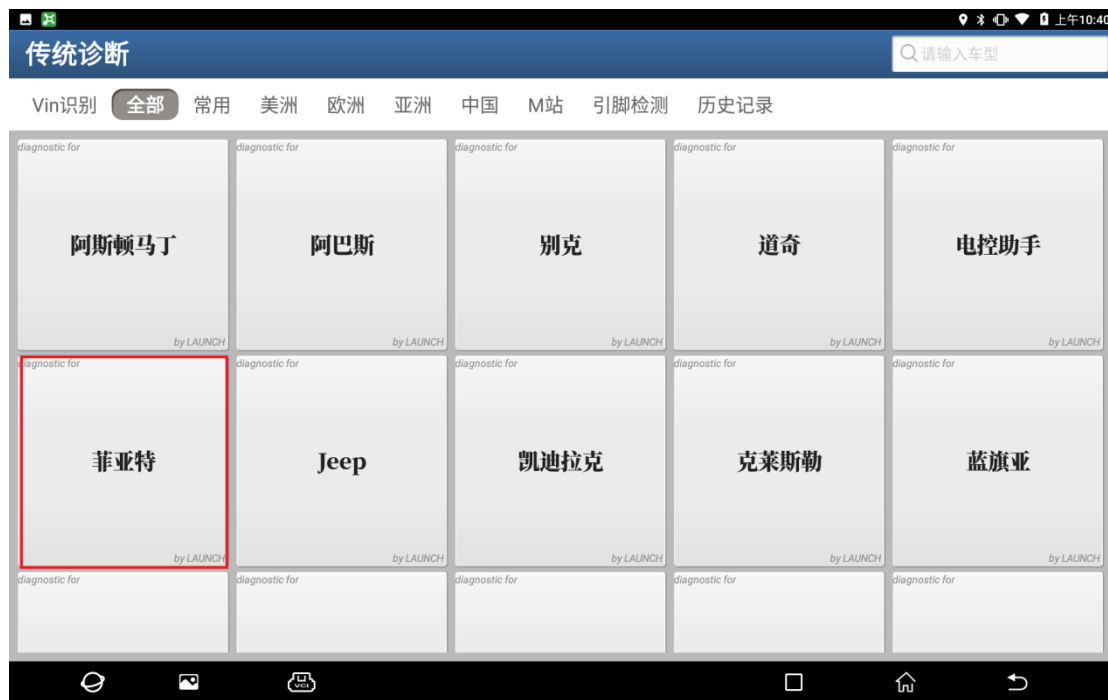 上午10:40
传统诊断
请输入车型
Vin识别 全部 常用 美洲 欧洲 亚洲 中国 M站 引脚检测 历史记录
diagnostic for diagnostic for diagnostic for diagnostic for diagnostic for
阿斯顿马丁 阿巴斯 别克 道奇 电控助手
by LAUNCH by LAUNCH by LAUNCH by LAUNCH by LAUNCH
diagnostic for diagnostic for diagnostic for diagnostic for diagnostic for
菲亚特 Jeep 凯迪拉克 克莱斯勒 蓝旗亚
by LAUNCH by LAUNCH by LAUNCH by LAUNCH by LAUNCH
diagnostic for diagnostic for diagnostic for diagnostic for diagnostic for
VCI